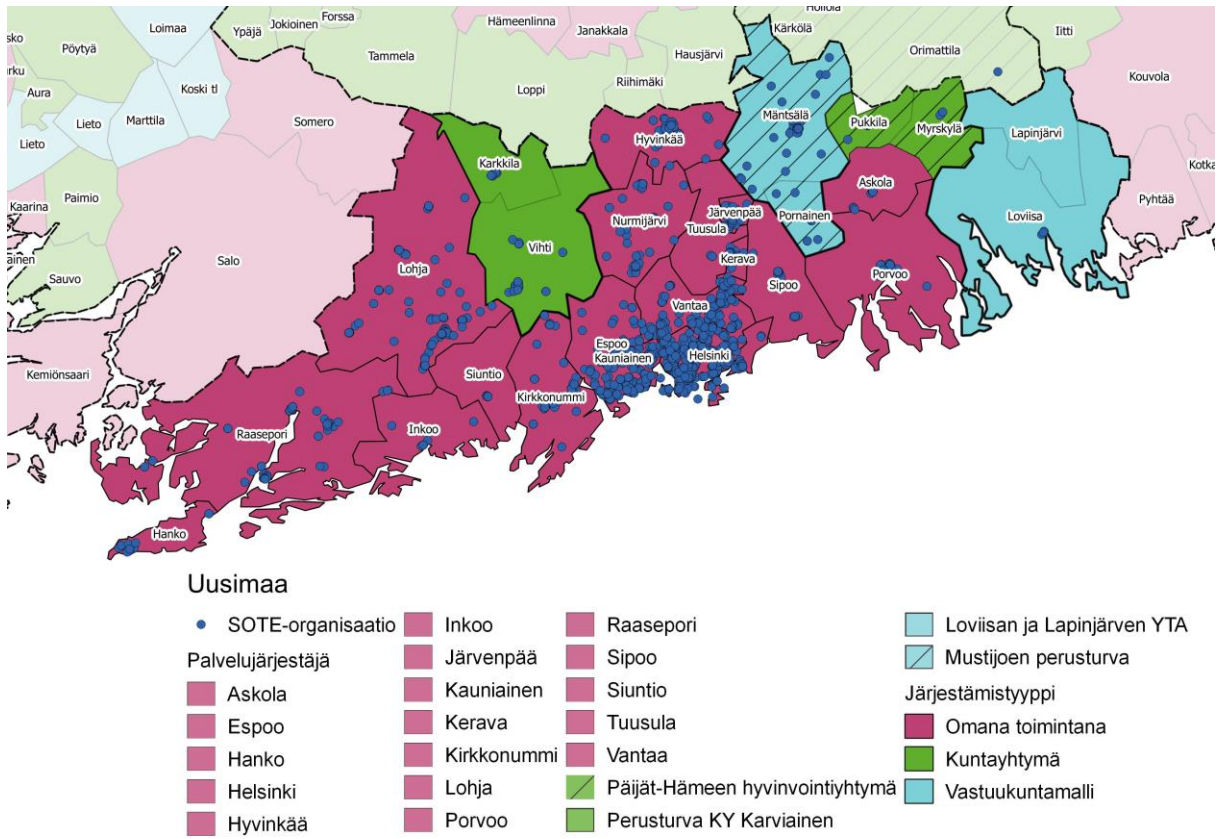 Ypäjä
Jokioinen
Forssa
Hämeenlinna
Janakkala
Hollola
Kärkölä
Iitti
Loimaa
Pöytyä
Tammela
Hausjärvi
Orimattila
Kouvola
Aura
Koski tl
Loppi
Riihimäki
Lieto
Marttila
Somero
Mäntsälä
Pukkila
Myrskylä
Lapinjärvi
Lieto
Hyvinkää
Karkkila
Kotka
Paimio
Askola
Pyhtää
Kaarina
Nurmijärvi
Järvenpää
Pornainen
Loviisa
Tuusula
Vihti
Salo
Lohja
Kerava
Porvoo
Sauvo
Sipoo
Vantaa
Espoo
Kauniainen
Helsinki
Kemiönsaari
Siuntio
Kirkkonummi
Raasepori
Inkoo
Hanko
Uusimaa
SOTE-organisaatio
Palvelujärjestäjä
Askola
Espoo
Hanko
Helsinki
Hyvinkää
Inkoo
Järvenpää
Kauniainen
Kerava
Kirkkonummi
Lohja
Porvoo
Raasepori
Sipoo
Siuntio
Tuusula
Vantaa
Päijät-Hämeen hyvinvointiyhtymä
Perusturva KY Karviainen
Loviisan ja Lapinjärven YTA
Mustijoen perusturva
Järjestämistyyppi
Omana toimintana
Kuntayhtymä
Vastuukuntamalli